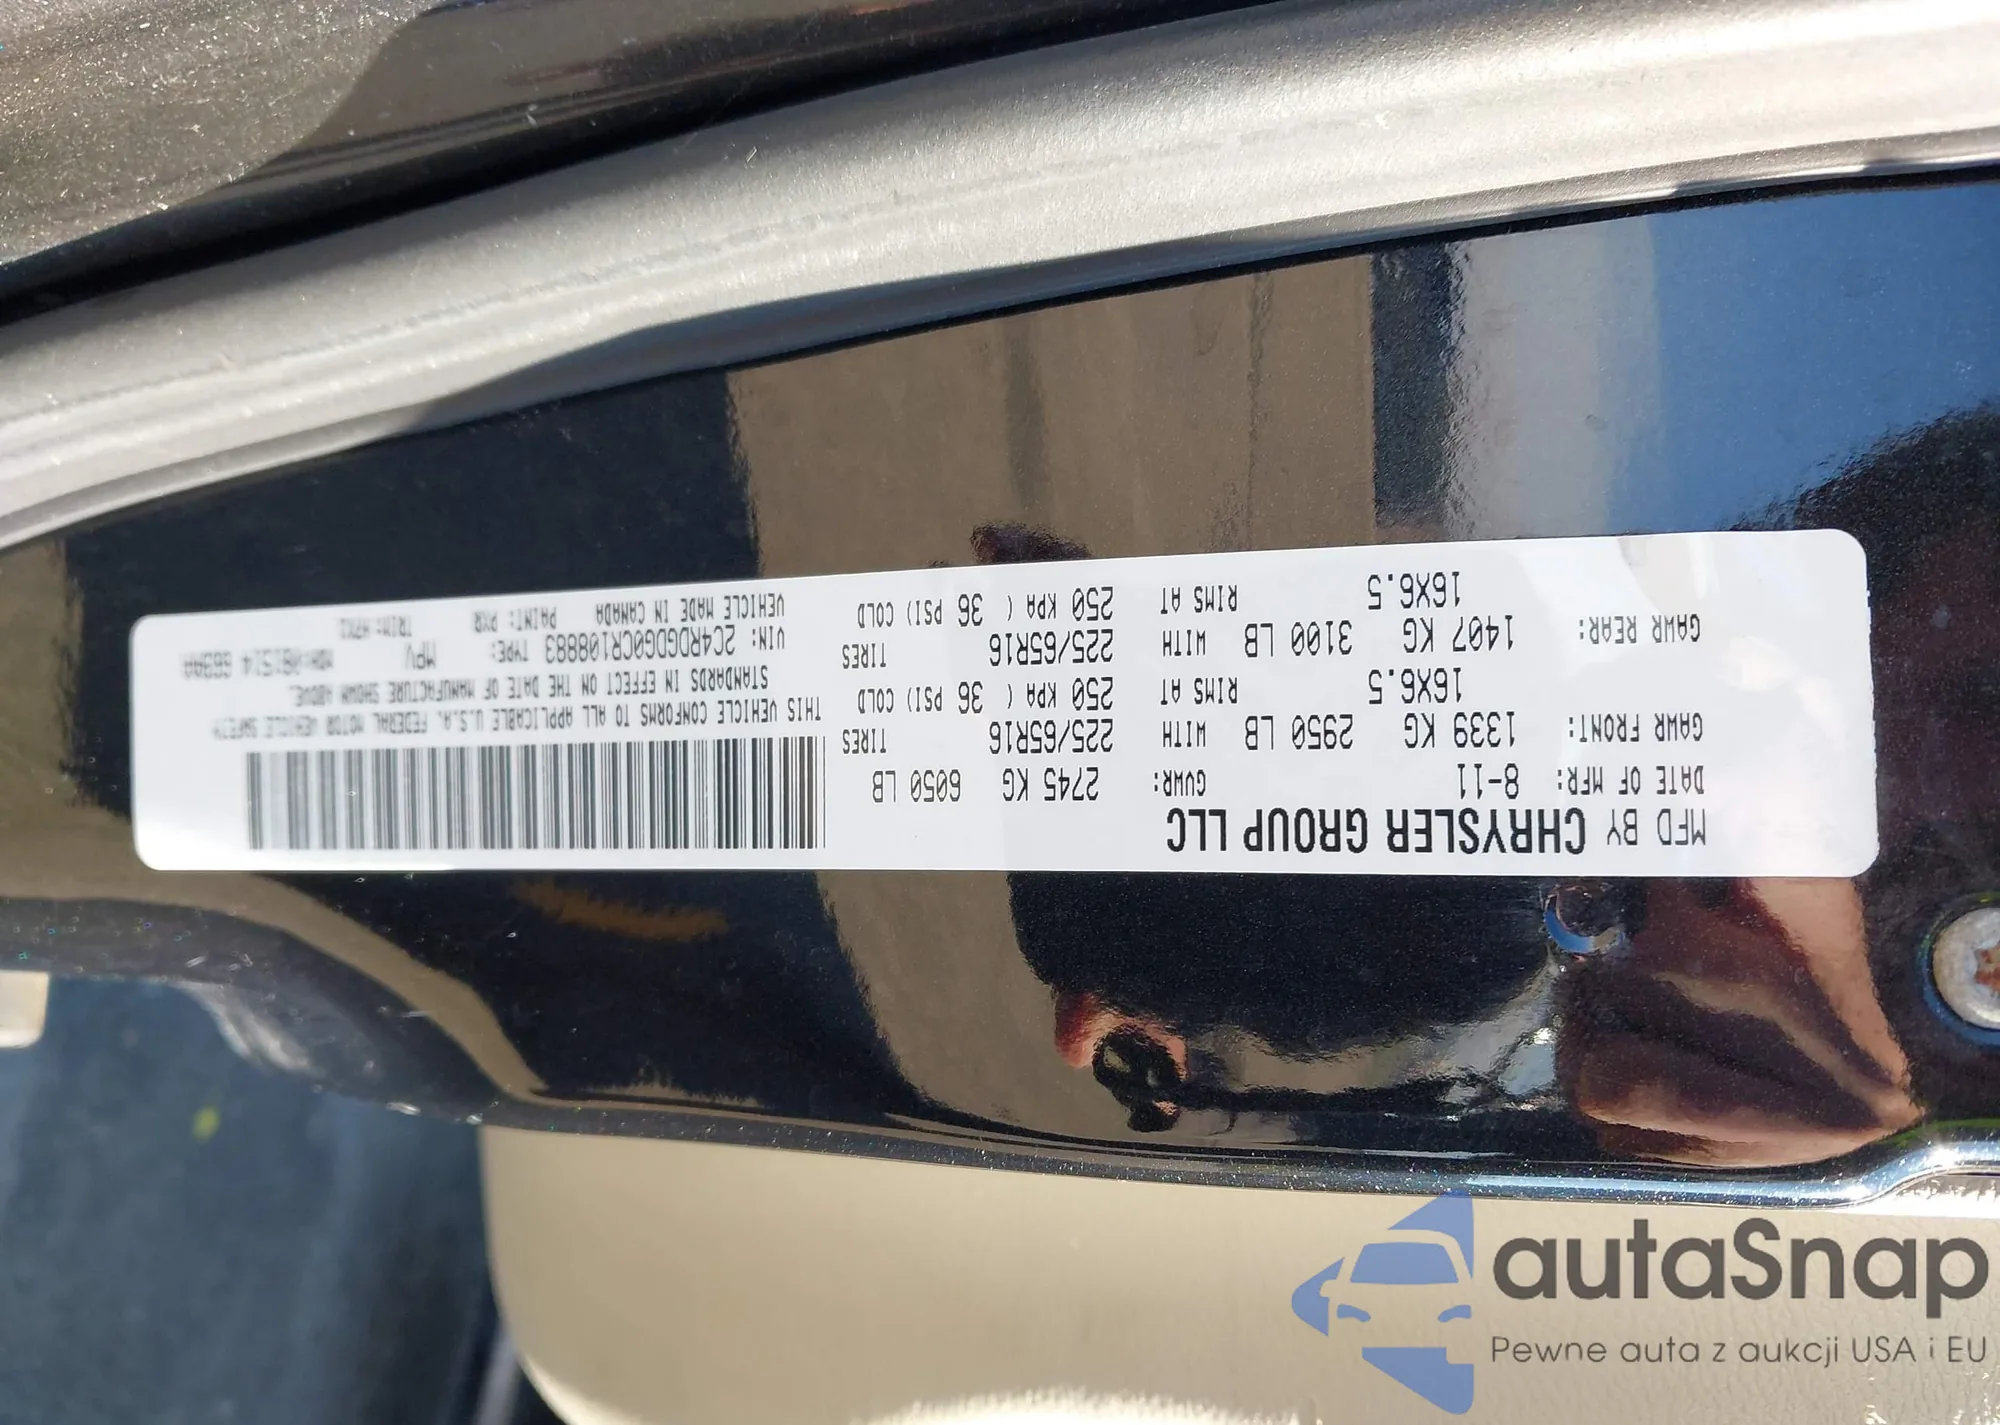 MFD BY CHRYSLER GROUP LLC
DATE OF MFR: 8-11 GVWR: 2745 KG 6050 LB
GAWR FRONT: 1339 KG 2950 LB WITH 225/65R16 TIRES
16X6.5 RIMS AT 250 KPA ( 36 PSI) COLD
GAWR REAR: 1407 KG 3100 LB WITH 225/65R16 TIRES
16X6.5 RIMS AT 250 KPA ( 36 PSI) COLD
THIS VEHICLE CONFORMS TO ALL APPLICABLE U.S.A. FEDERAL MOTOR VEHICLE SAFETY
STANDARDS IN EFFECT ON THE DATE OF MANUFACTURE SHOWN ABOVE.
VIN: 2C4RDGDG0CR108883 TYPE: MPV
VEHICLE MADE IN CANADA PAINT: PXR TRIM:
autaSnap
Pewne auta z aukcji USA i EU